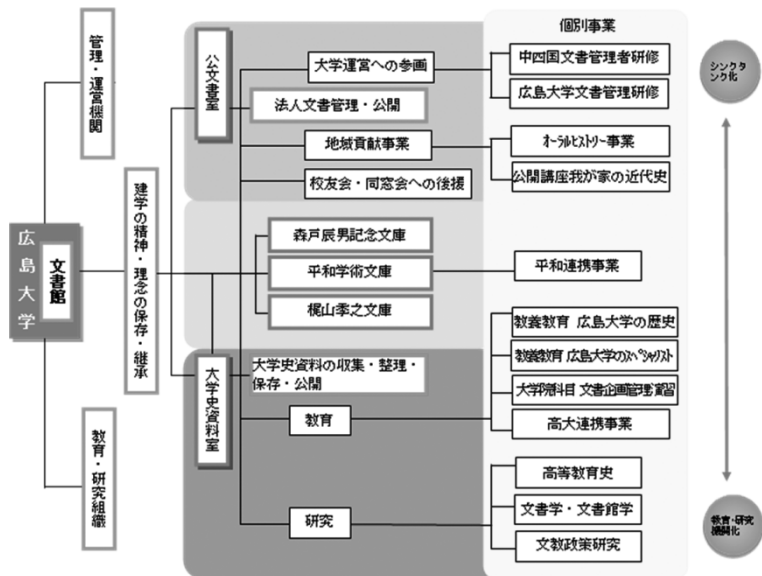 個別事業
管理・運営機関
公文書室
大学運営への参画
中四国文書管理者研修
シンクタ
ンク化
法人文書管理・公開
広島大学文書管理研修
地域貢献事業
オーラルヒストリー事業
校友会・同窓会への後援
公開講座我が家の近代史
広島大学
文書館
建学の精神・理念の保存・継承
森戸辰男記念文庫
平和学術文庫
平和連携事業
梶山季之文庫
大学史資料室
大学史資料の収集・整理・
保存・公開
教養教育 広島大学の歴史
教養教育 広島大学のスペシャリスト
大学院科目 文書企画管理演習
教育
高大連携事業
教育・研究組織
研究
高等教育史
文書学・文書館学
文教政策研究
教育・研究
機関化